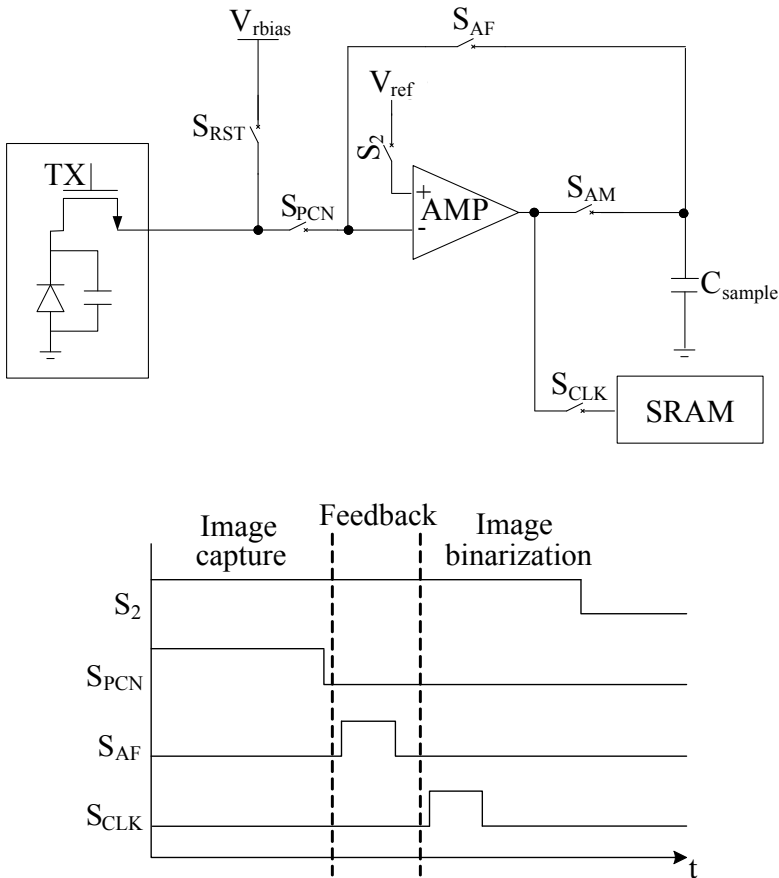 V_rbias
S_AF
V_ref
S_RST
S_2
TX
S_PCN
+
AMP
-
S_AM
C_sample
S_CLK
SRAM
Image capture
Feedback
Image binarization
S_2
S_PCN
S_AF
S_CLK
t